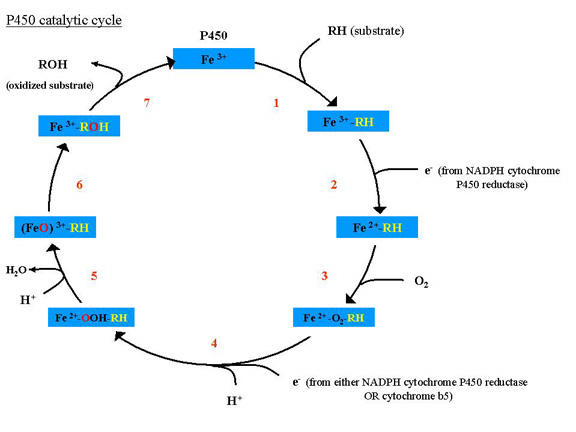 P450 catalytic cycle
P450
Fe 3+
RH (substrate)
1
Fe 3+-RH
2
e- (from NADPH cytochrome
P450 reductase)
Fe 2+-RH
3
O2
Fe 2+-O2-RH
4
e- (from either NADPH cytochrome P450 reductase
OR cytochrome b5)
H+
Fe 2+-OOH-RH
5
H+
H2O
(FeO) 3+-RH
6
Fe 3+-ROH
7
ROH
(oxidized substrate)